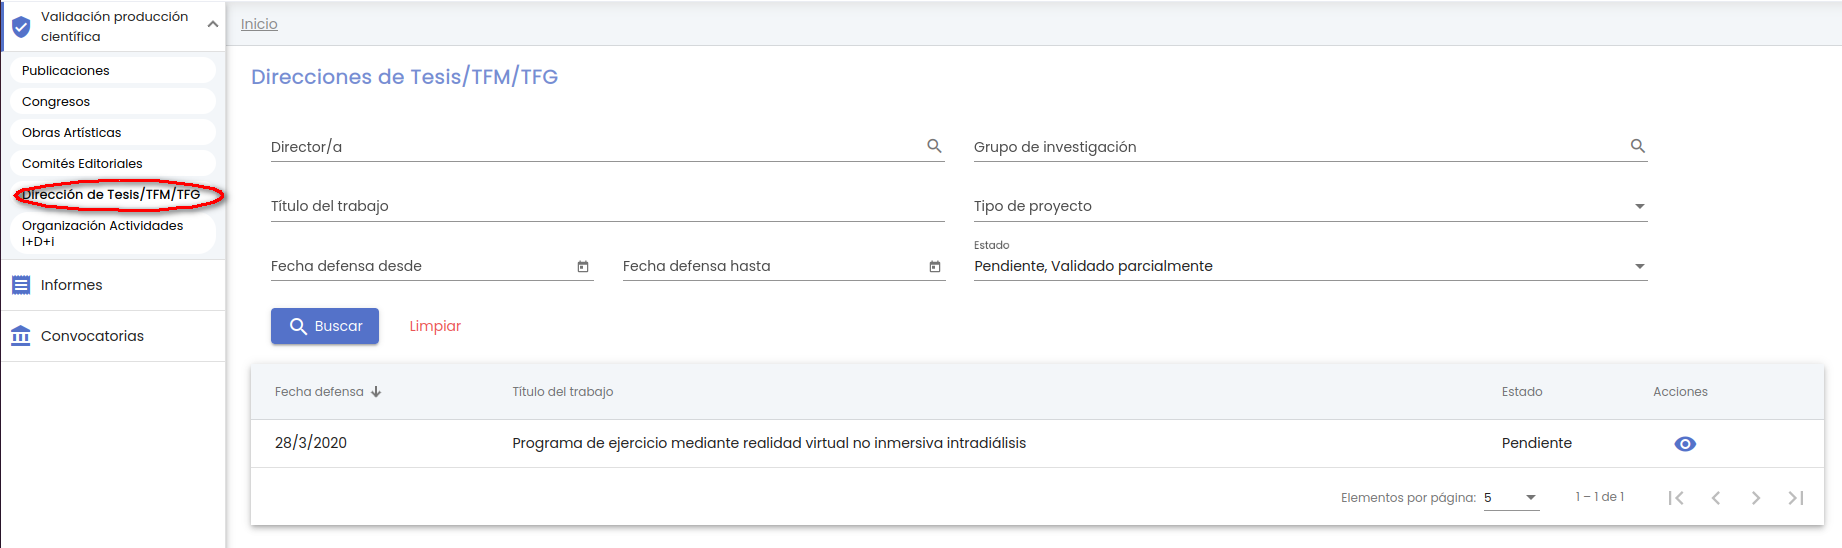 Validación producción
científica
Publicaciones
Congresos
Obras Artísticas
Comités Editoriales
Dirección de Tesis/TFM/TFG
Organización Actividades
I+D+i
Informes
Convocatorias
Inicio
Direcciones de Tesis/TFM/TFG
Director/a
Grupo de investigación
Título del trabajo
Tipo de proyecto
Fecha defensa desde
Fecha defensa hasta
Estado
Pendiente, Validado parcialmente
Buscar
Limpiar
Fecha defensa Título del trabajo Estado Acciones
28/3/2020 Programa de ejercicio mediante realidad virtual no inmersiva intradiálisis Pendiente
Elementos por página: 5 1 – 1 de 1